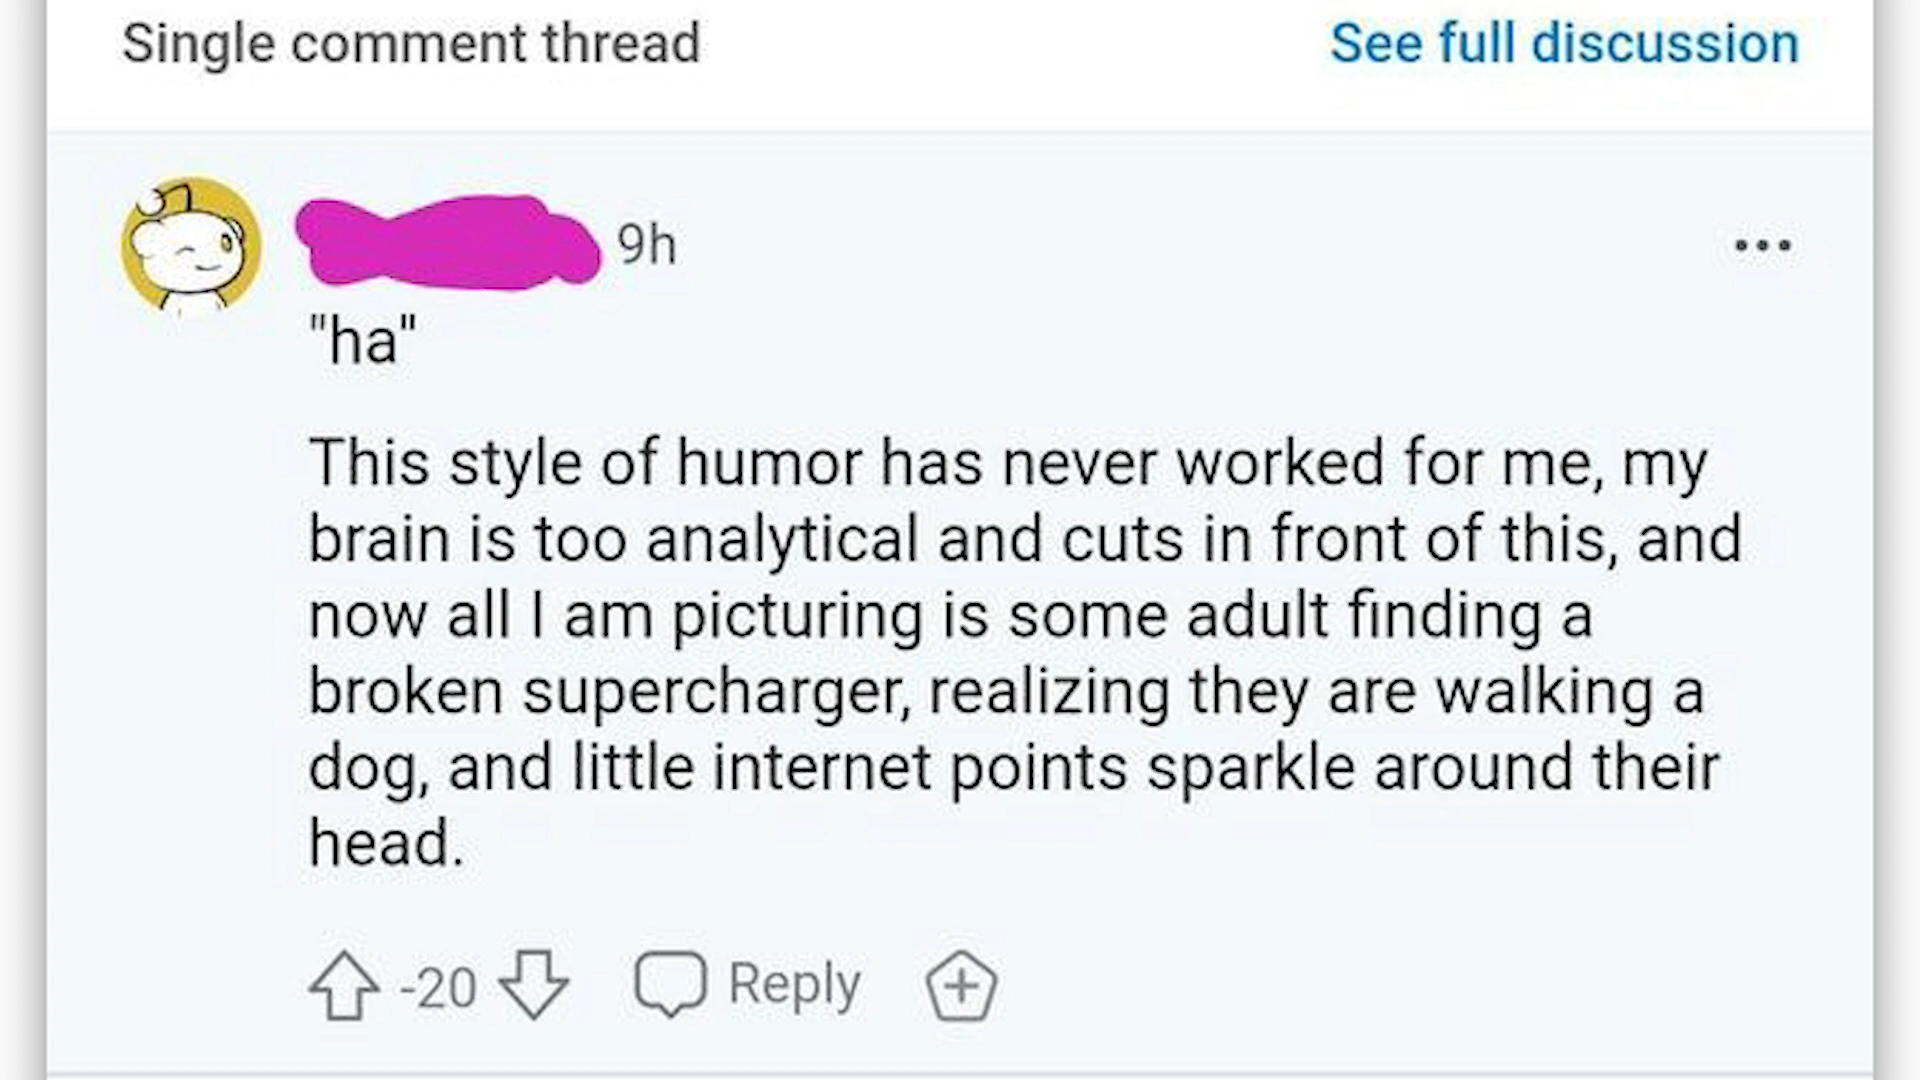 Single comment thread
See full discussion
9h
"ha"
This style of humor has never worked for me, my
brain is too analytical and cuts in front of this, and
now all I am picturing is some adult finding a
broken supercharger, realizing they are walking a
dog, and little internet points sparkle around their
head.
-20
Reply